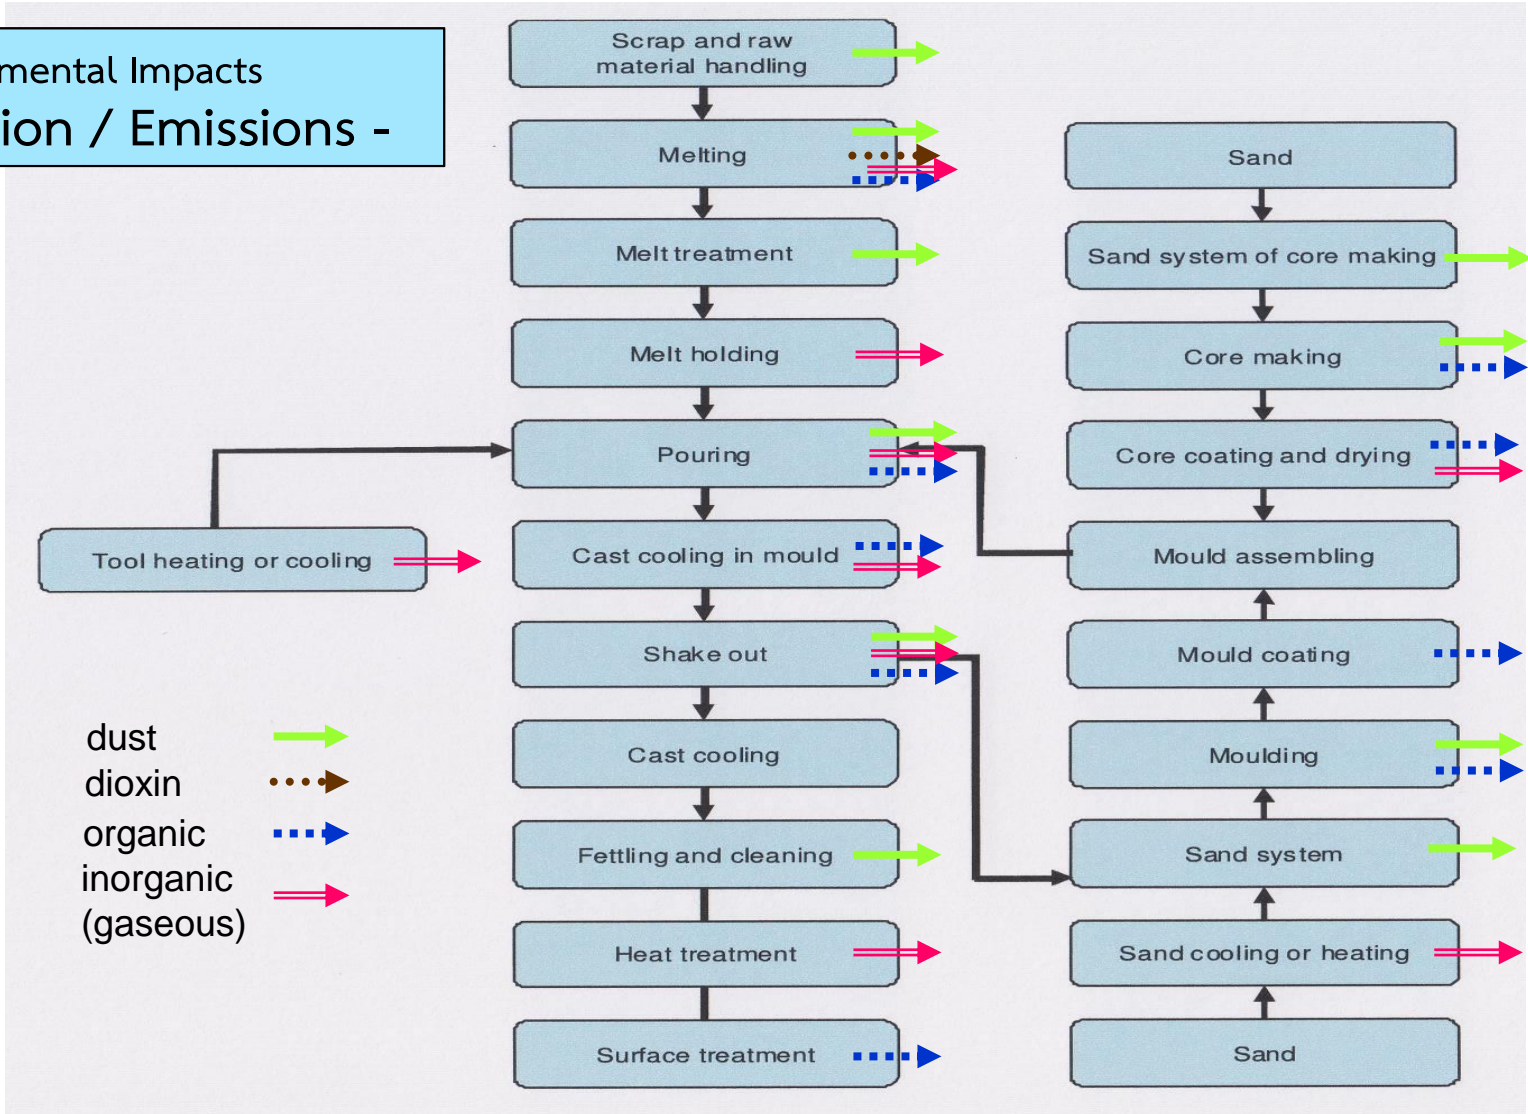 mental Impacts
ion / Emissions -
Scrap and raw
material handling
Melting
Melt treatment
Melt holding
Pouring
Tool heating or cooling
Cast cooling in mould
Shake out
Cast cooling
Fettling and cleaning
Heat treatment
Surface treatment
Sand
Sand system of core making
Core making
Core coating and drying
Mould assembling
Mould coating
Moulding
Sand system
Sand cooling or heating
Sand
dust
dioxin
organic
inorganic
(gaseous)